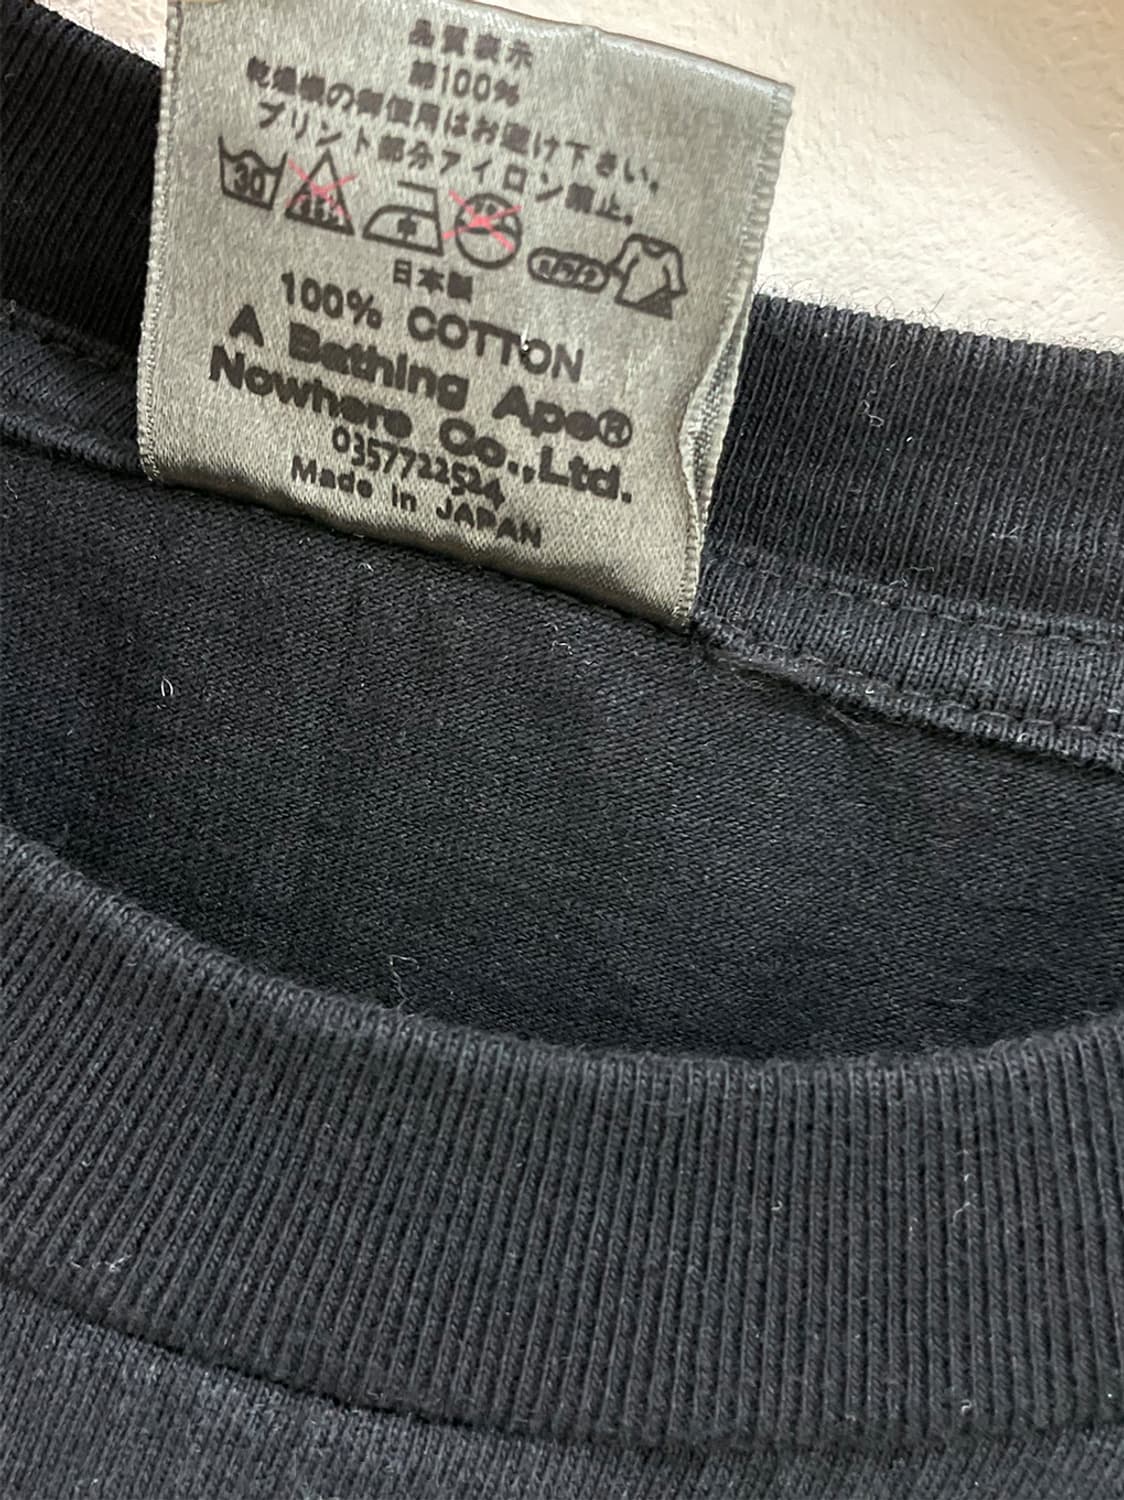 品質表示
綿100%
乾燥機の御使用はお避け下さい。
プリント部分アイロン禁止。
30 中
日本製
100% COTTON
A Bathing Ape®
Nowhere Co.,Ltd.
0357722524
Made in JAPAN